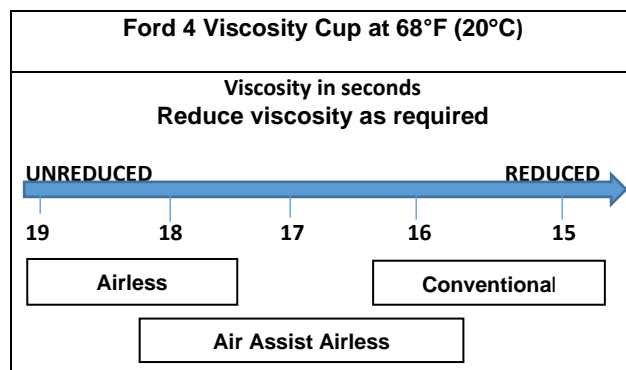 Ford 4 Viscosity Cup at 68°F (20°C)
Viscosity in seconds
Reduce viscosity as required
UNREDUCED REDUCED
19 18 17 16 15
Airless Conventional
Air Assist Airless